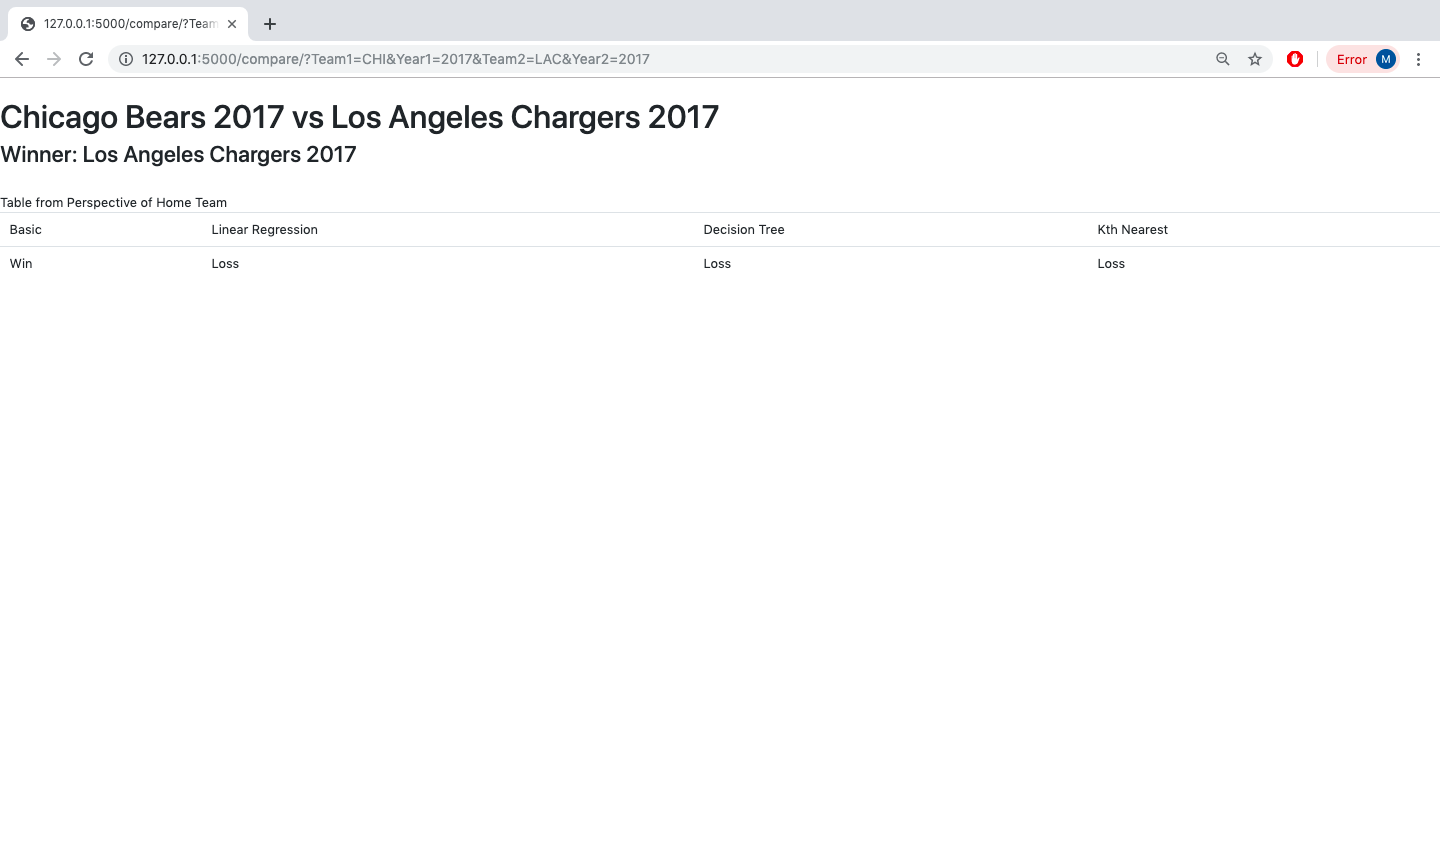 127.0.0.1:5000/compare/?Team
127.0.0.1:5000/compare/?Team1=CHI&Year1=2017&Team2=LAC&Year2=2017
Error M
Chicago Bears 2017 vs Los Angeles Chargers 2017
Winner: Los Angeles Chargers 2017
Table from Perspective of Home Team
Basic Linear Regression Decision Tree Kth Nearest
Win Loss Loss Loss